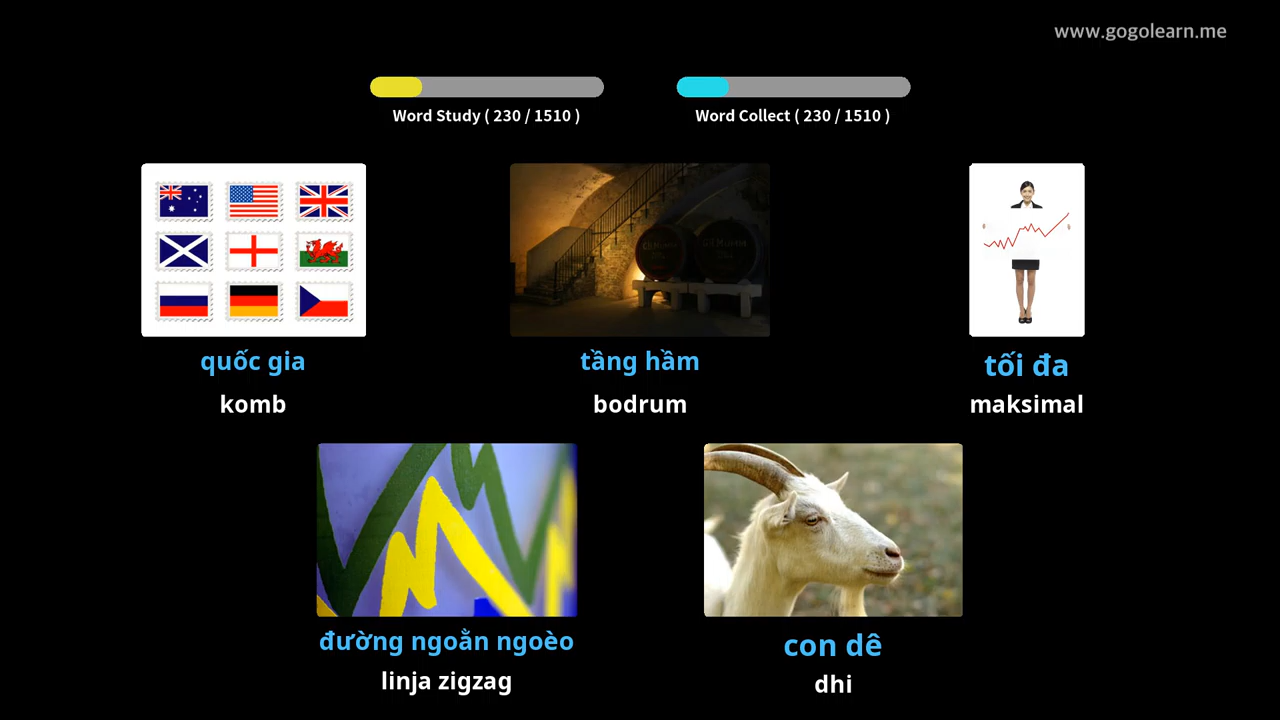 www.gogolearn.me
Word Study ( 230 / 1510 )
Word Collect ( 230 / 1510 )
quốc gia
komb
tầng hầm
bodrum
tối đa
maksimal
đường ngoằn ngoèo
linja zigzag
con dê
dhi